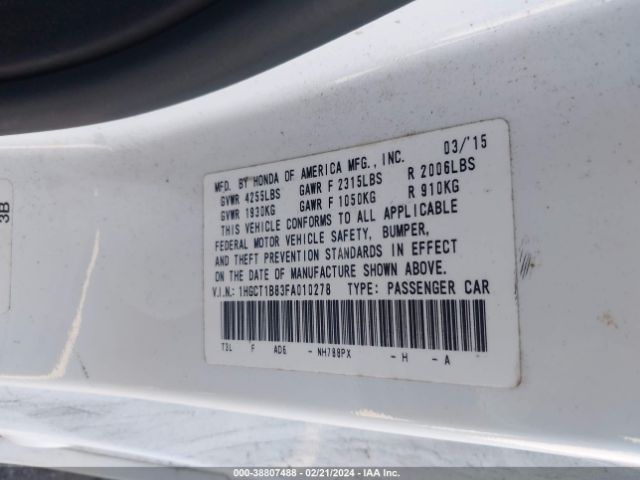 MFD. BY HONDA OF AMERICA MFG., INC. 03/'15
GVWR 4255LBS GAWR F 2315LBS R 2006LBS
GVWR 1930KG GAWR F 1050KG R 910KG
THIS VEHICLE CONFORMS TO ALL APPLICABLE
FEDERAL MOTOR VEHICLE SAFETY, BUMPER,
AND THEFT PREVENTION STANDARDS IN EFFECT
ON THE DATE OF MANUFACTURE SHOWN ABOVE.
V.I.N.: 1HGCT1B83FA010278 TYPE: PASSENGER CAR
T3L F AD6 - NH788PX - H - A
3B
000-38807488 - 02/21/2024 - IAA Inc.